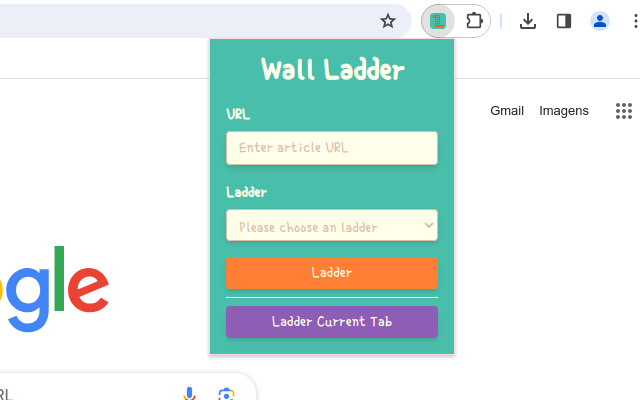 Wall Ladder
URL
Enter article URL
Gmail Imagens
Ladder
Please choose an ladder
Ladder
Ladder Current Tab
ogle
RL